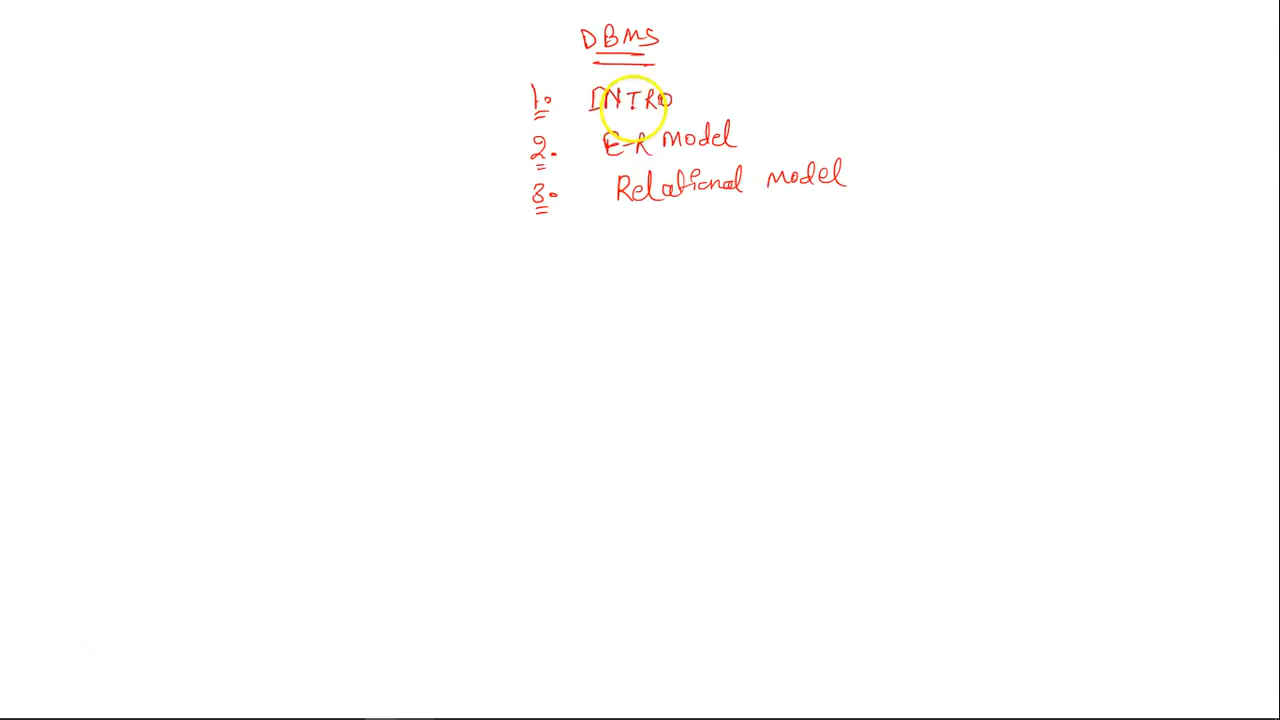 DBMS
1. INTRO
2. E-R Model
3. Relational model